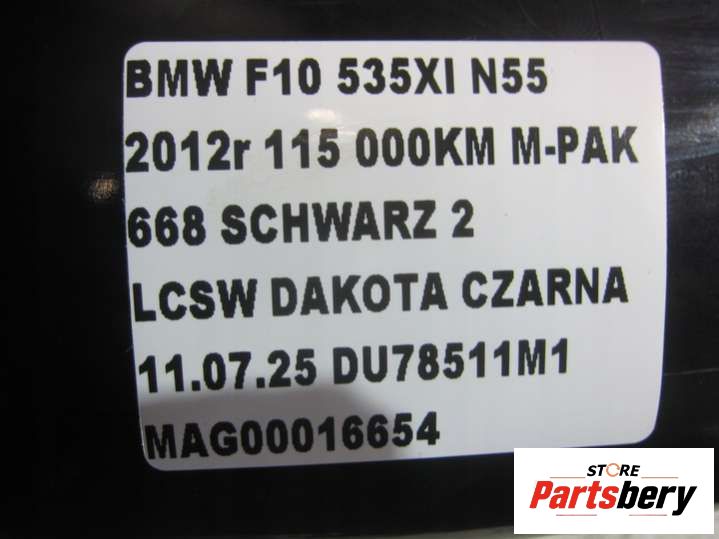 BMW F10 535XI N55
2012r 115 000KM M-PAK
668 SCHWARZ 2
LCSW DAKOTA CZARNA
11.07.25 DU78511M1
MAG00016654
STORE
Partsbery